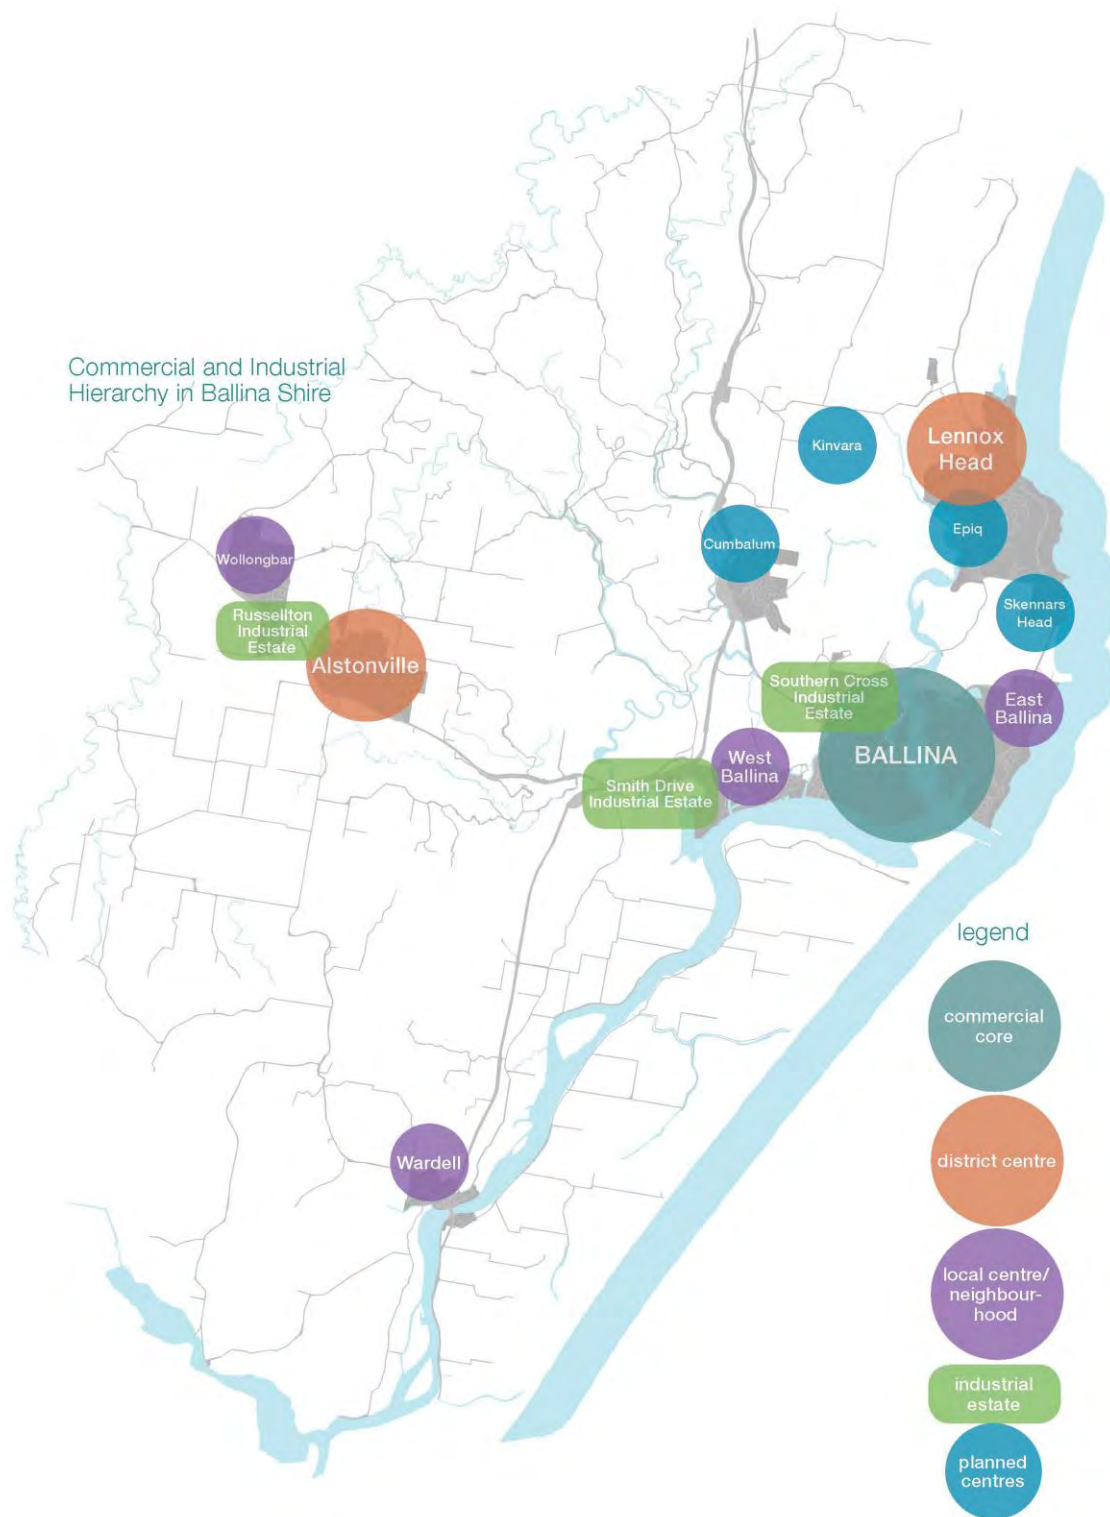 Commercial and Industrial
Hierarchy in Ballina Shire
Kinvara
Lennox
Head
Epiq
Cumbalum
Wollongbar
Skennars
Head
Russellton
Industrial
Estate
Alstonville
Southern Cross
Industrial
Estate
East
Ballina
BALLINA
West
Ballina
Smith Drive
Industrial Estate
Wardell
legend
commercial
core
district centre
local centre/
neighbour-
hood
industrial
estate
planned
centres